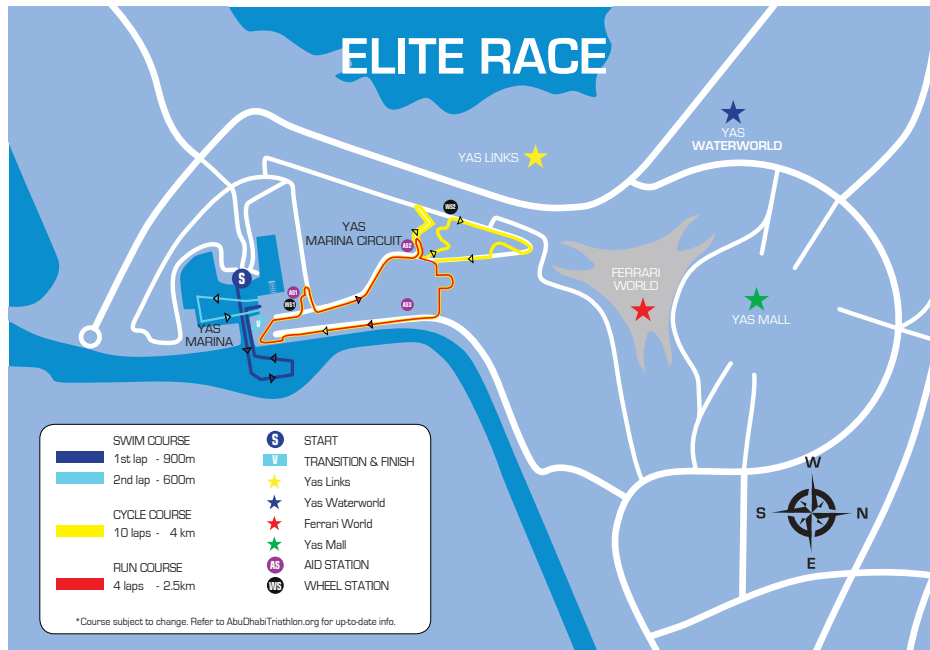 ELITE RACE
YAS
WATERWORLD
YAS LINKS
WS2
YAS
MARINA CIRCUIT
AS2
FERRARI
WORLD
S
AS1
WS1
AS3
YAS MALL
V
YAS
MARINA
SWIM COURSE
1st lap - 900m
2nd lap - 600m
CYCLE COURSE
10 laps - 4 km
RUN COURSE
4 laps - 2.5km
S START
V TRANSITION & FINISH
Yas Links
Yas Waterworld
Ferrari World
Yas Mall
AS AID STATION
WS WHEEL STATION
*Course subject to change. Refer to AbuDhabiTriathlon.org for up-to-date info.
W
S N
E